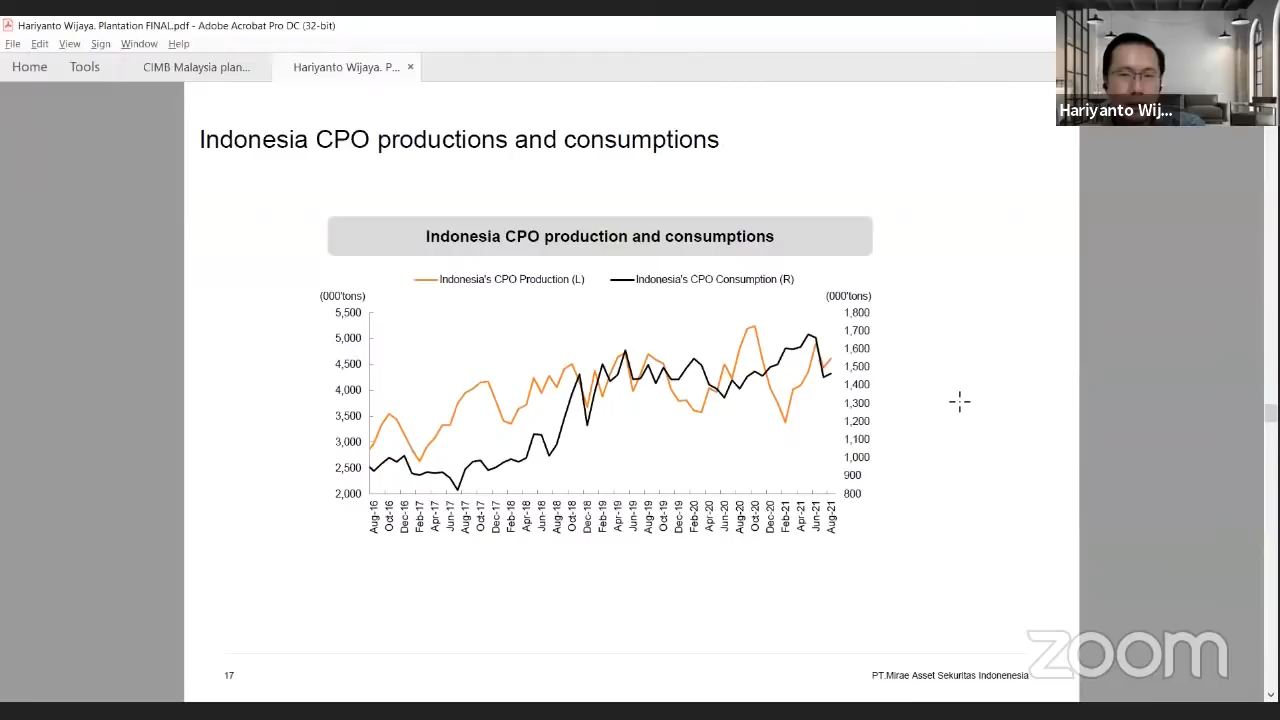 Hariyanto Wijaya. Plantation FINAL.pdf - Adobe Acrobat Pro DC (32-bit)
File Edit View Sign Window Help
Home Tools CIMB Malaysia plan... Hariyanto Wijaya. P... ×
Hariyanto Wij...
Indonesia CPO productions and consumptions
Indonesia CPO production and consumptions
Indonesia's CPO Production (L) Indonesia's CPO Consumption (R)
(000'tons) (000'tons)
5,500 1,800
5,000 1,700
4,500 1,600
4,000 1,500
3,500 1,400
3,000 1,300
2,500 1,200
2,000 1,100
1,000
900
800
Aug-16 Oct-16 Dec-16 Feb-17 Apr-17 Jun-17 Aug-17 Oct-17 Dec-17 Feb-18 Apr-18 Jun-18 Aug-18 Oct-18 Dec-18 Feb-19 Apr-19 Jun-19 Aug-19 Oct-19 Dec-19 Feb-20 Apr-20 Jun-20 Aug-20 Oct-20 Dec-20 Feb-21 Apr-21 Jun-21 Aug-21
17 PT.Mirae Asset Sekuritas Indonenesia
zoom